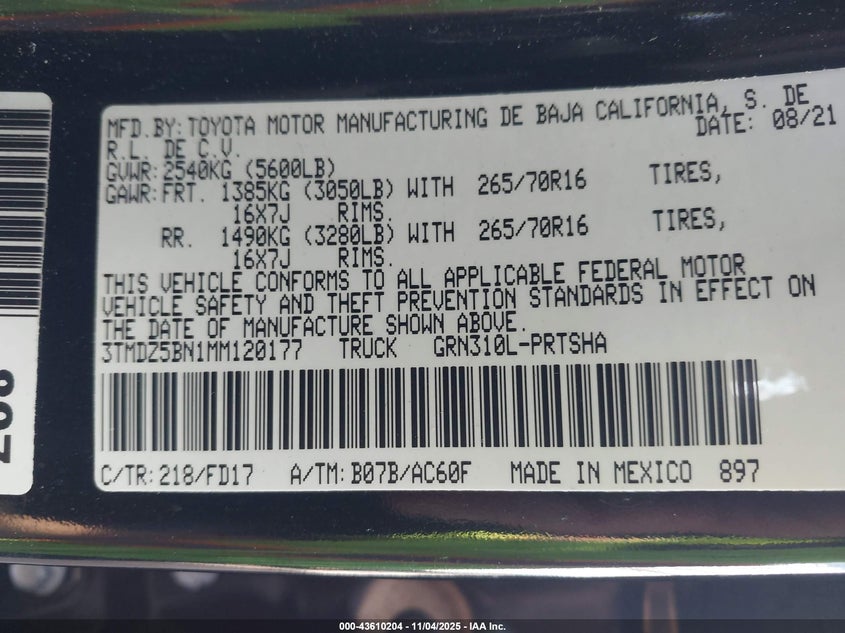 MFD.BY: TOYOTA MOTOR MANUFACTURING DE BAJA CALIFORNIA, S. DE
R.L. DE C.V. DATE: 08/21
GVWR: 2540KG (5600LB)
GAWR: FRT. 1385KG (3050LB) WITH 265/70R16 TIRES,
16X7J RIMS.
RR. 1490KG (3280LB) WITH 265/70R16 TIRES,
16X7J RIMS.
THIS VEHICLE CONFORMS TO ALL APPLICABLE FEDERAL MOTOR
VEHICLE SAFETY AND THEFT PREVENTION STANDARDS IN EFFECT ON
THE DATE OF MANUFACTURE SHOWN ABOVE.
3TMDZ5BN1MM120177 TRUCK GRN310L-PRTSHA
C/TR: 218/FD17 A/TM: B07B/AC60F MADE IN MEXICO 897
000-43610204 - 11/04/2025 - IAA Inc.